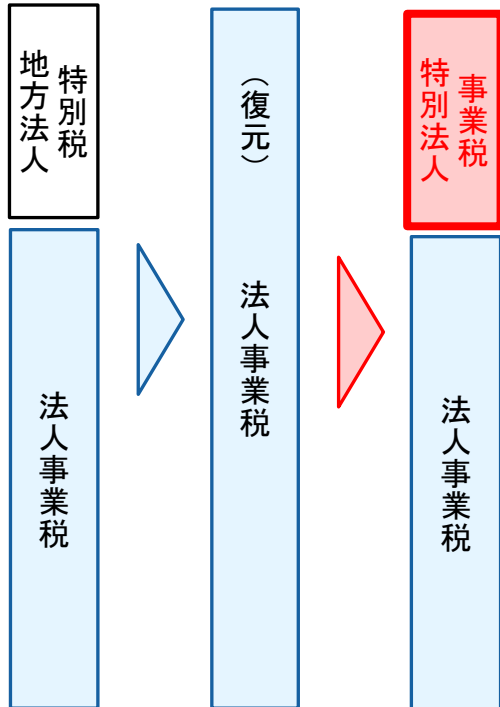 地方法人
特別税
法人事業税
（復元）
法人事業税
特別法人
事業税
法人事業税